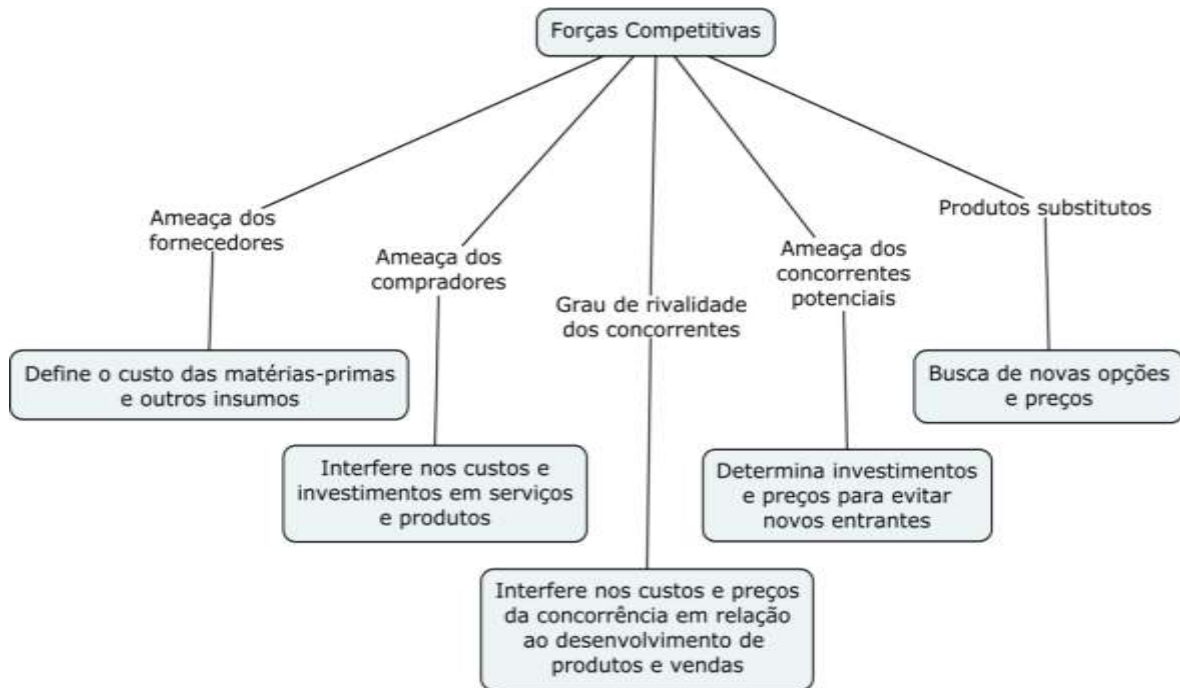 Forças Competitivas
Ameaça dos
fornecedores
Define o custo das matérias-primas
e outros insumos
Ameaça dos
compradores
Interfere nos custos e
investimentos em serviços
e produtos
Grau de rivalidade
dos concorrentes
Interfere nos custos e preços
da concorrência em relação
ao desenvolvimento de
produtos e vendas
Ameaça dos
concorrentes
potenciais
Determina investimentos
e preços para evitar
novos entrantes
Produtos substitutos
Busca de novas opções
e preços